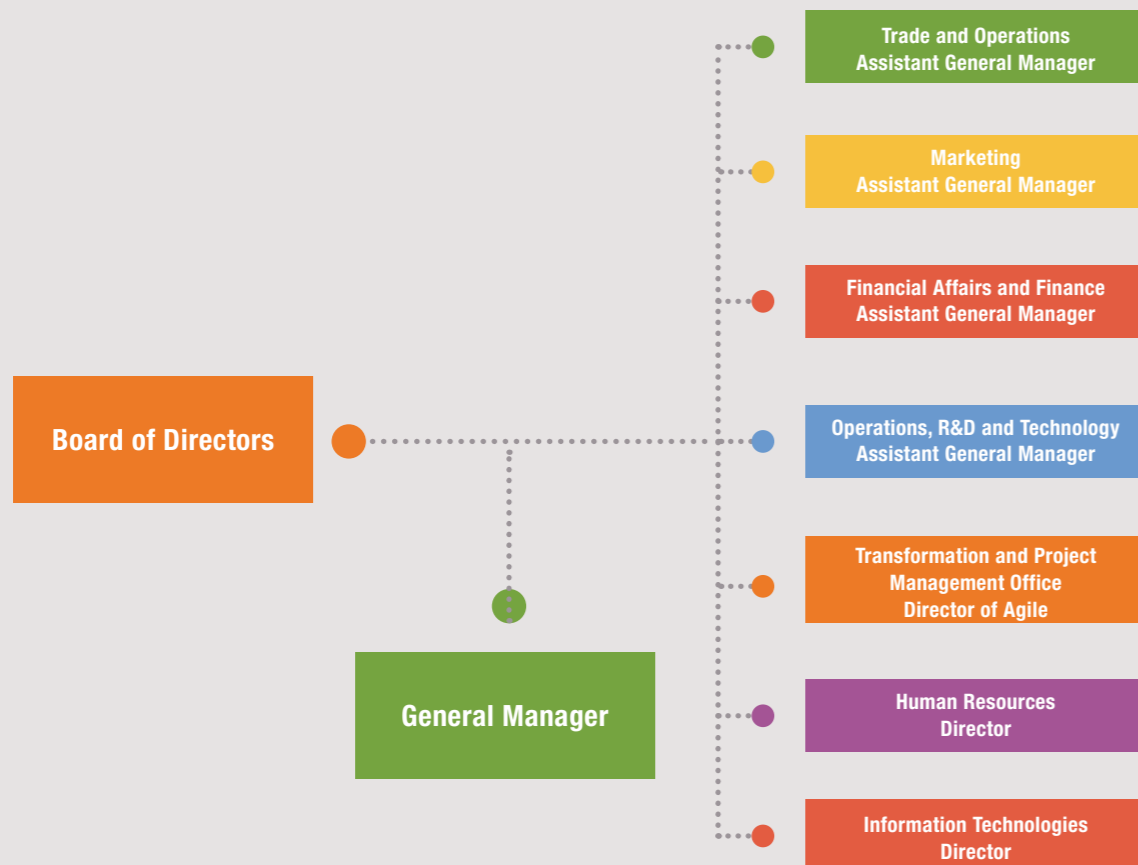 Board of Directors
General Manager
Trade and Operations
Assistant General Manager
Marketing
Assistant General Manager
Financial Affairs and Finance
Assistant General Manager
Operations, R&D and Technology
Assistant General Manager
Transformation and Project
Management Office
Director of Agile
Human Resources
Director
Information Technologies
Director